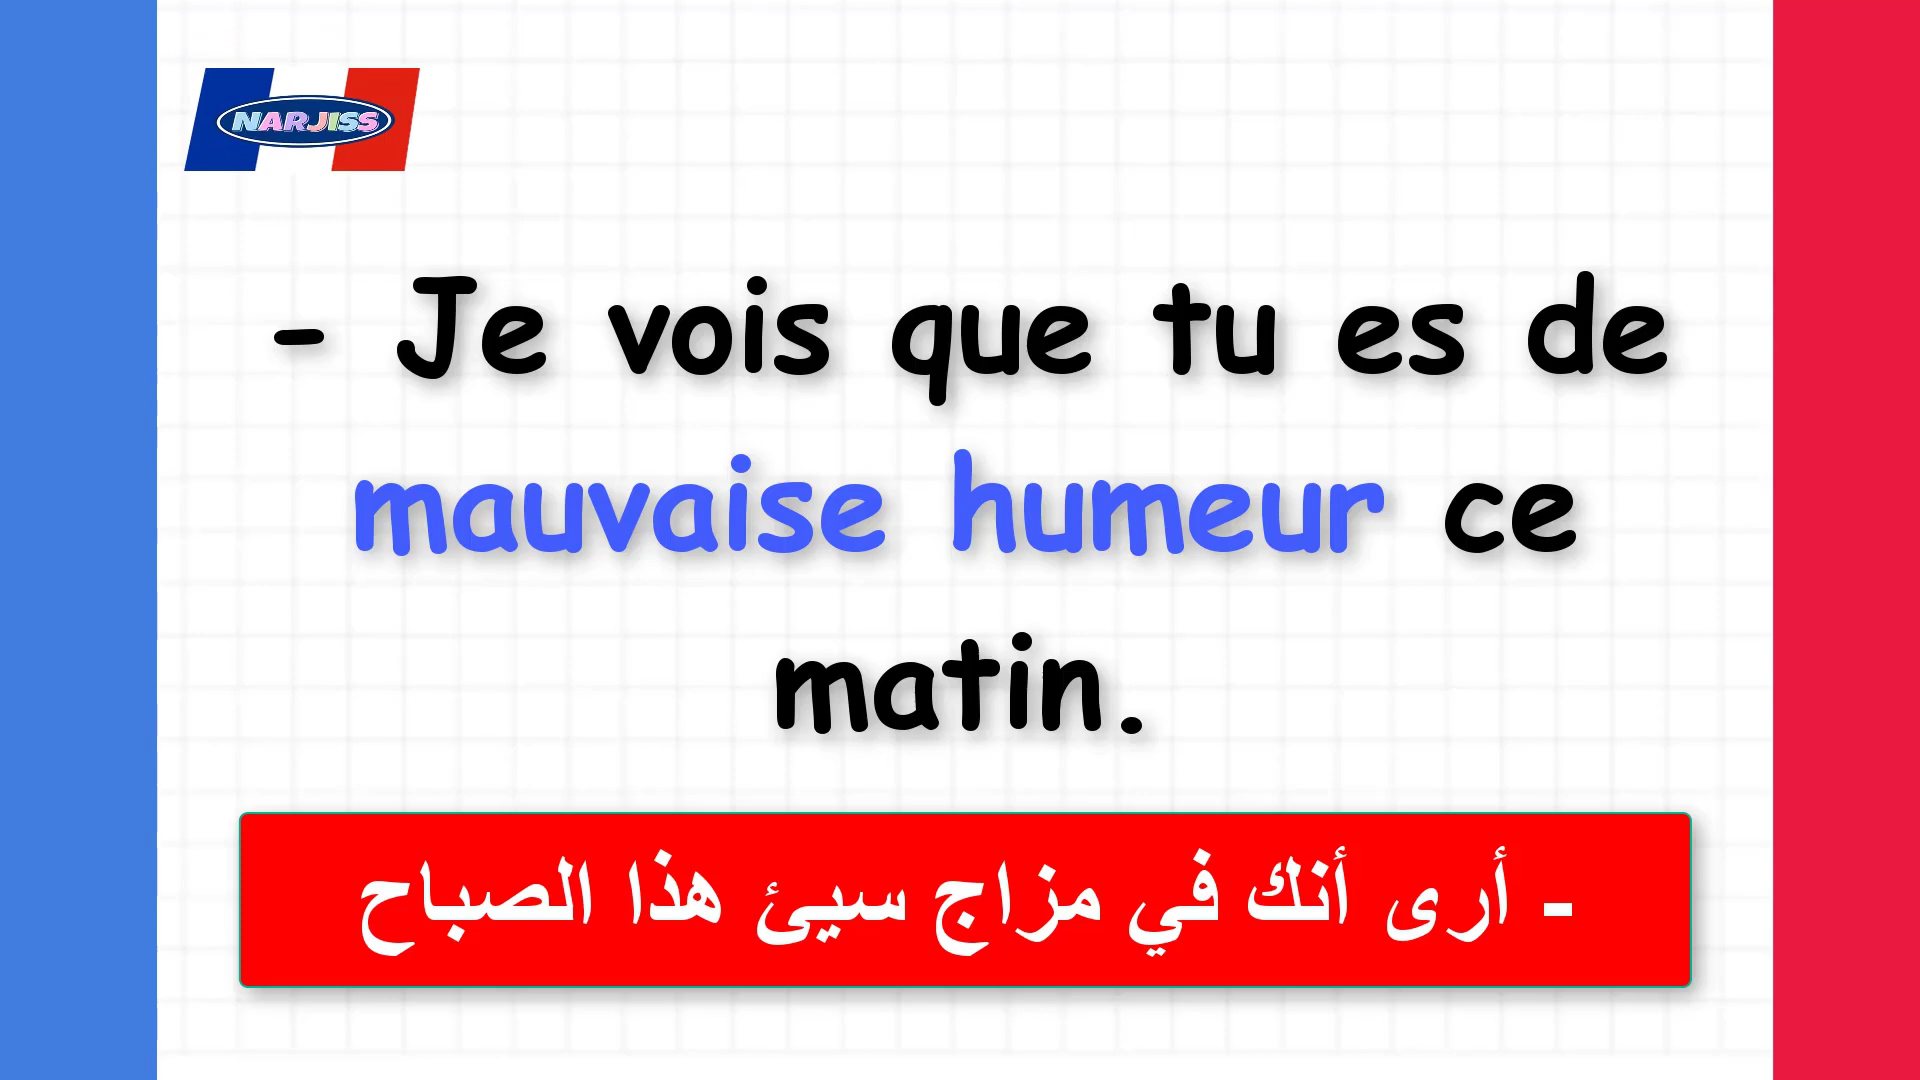 NARJISS
- Je vois que tu es de
mauvaise humeur ce
matin.
- أرى أنك في مزاج سيئ هذا الصباح